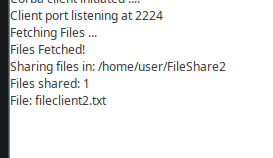 Corba client initiated ....
Client port listening at 2224
Fetching Files ...
Files Fetched!
Sharing files in: /home/user/FileShare2
Files shared: 1
File: fileclient2.txt